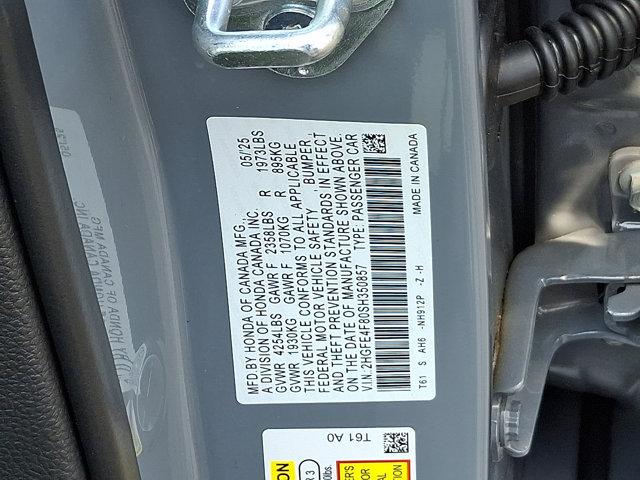 MFD.BY HONDA OF CANADA MFG. 05/25
A DIVISION OF HONDA CANADA INC.
GVWR 4254LBS GAWR F 2358LBS R 1973LBS
GVWR 1930KG GAWR F 1070KG R 895KG
THIS VEHICLE CONFORMS TO ALL APPLICABLE
FEDERAL MOTOR VEHICLE SAFETY , BUMPER ,
AND THEFT PREVENTION STANDARDS IN EFFECT
ON THE DATE OF MANUFACTURE SHOWN ABOVE.
V.I.N.: 2HGFE4F80SH350857 TYPE: PASSENGER CAR
T61 S AH6 -NH912P -Z -H MADE IN CANADA
T61 A0